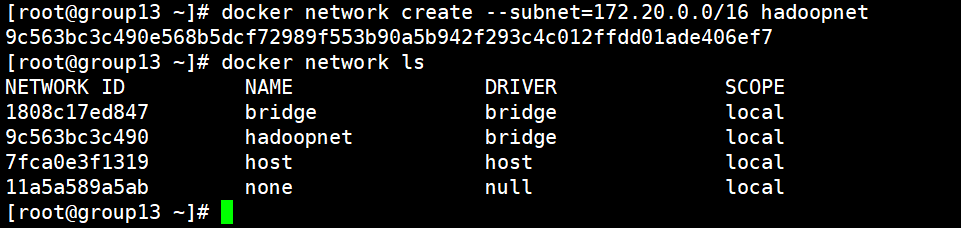 [root@group13 ~]# docker network create --subnet=172.20.0.0/16 hadoopnet
9c563bc3c490e568b5dcf72989f553b90a5b942f293c4c012ffdd01ade406ef7
[root@group13 ~]# docker network ls
NETWORK ID          NAME                DRIVER              SCOPE
1808c17ed847        bridge              bridge              local
9c563bc3c490        hadoopnet           bridge              local
7fca0e3f1319        host                host                local
11a5a589a5ab        none                null                local
[root@group13 ~]#